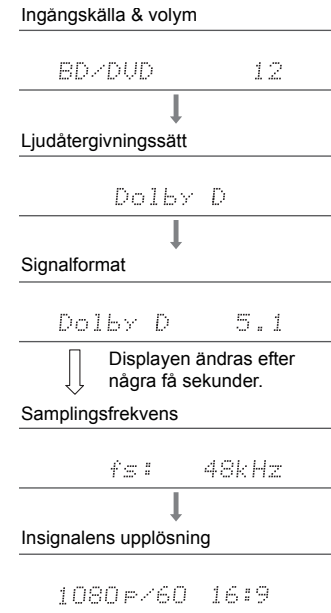 Ingångskälla & volym
BD/DVD 12
Ljudåtergivningssätt
Dolby D
Signalformat
Dolby D 5.1
Displayen ändras efter
några få sekunder.
Samplingsfrekvens
fs: 48kHz
Insignalens upplösning
1080p/60 16:9